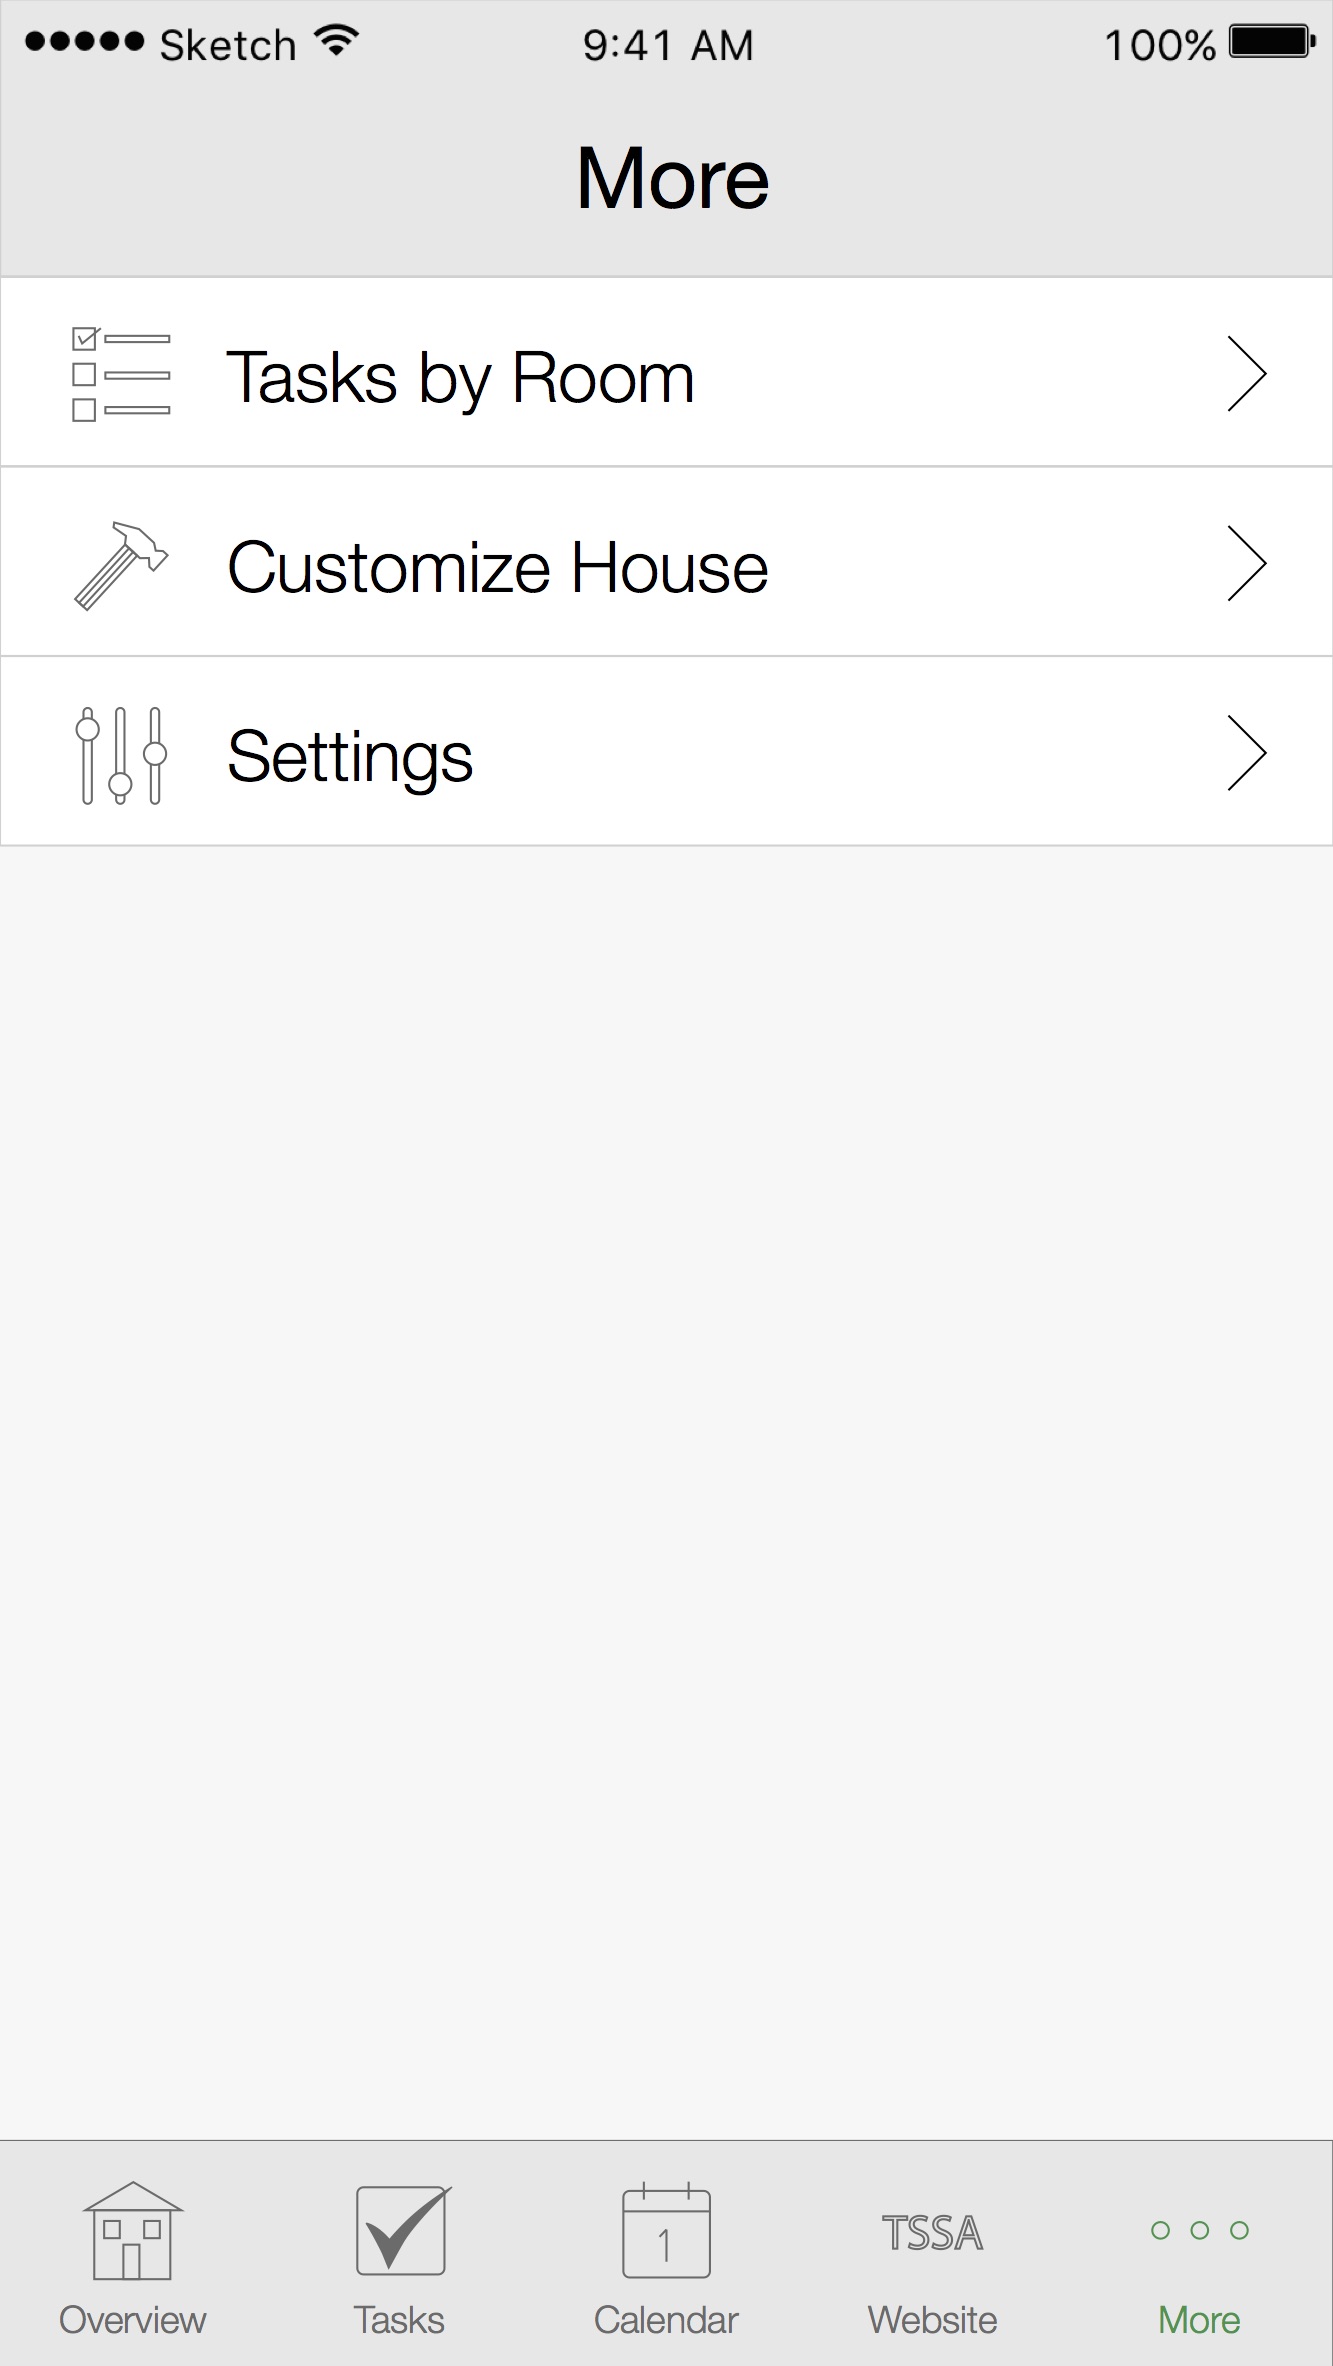 Sketch 9:41 AM 100%
More
Tasks by Room
Customize House
Settings
1 TSSA
Overview Tasks Calendar Website More